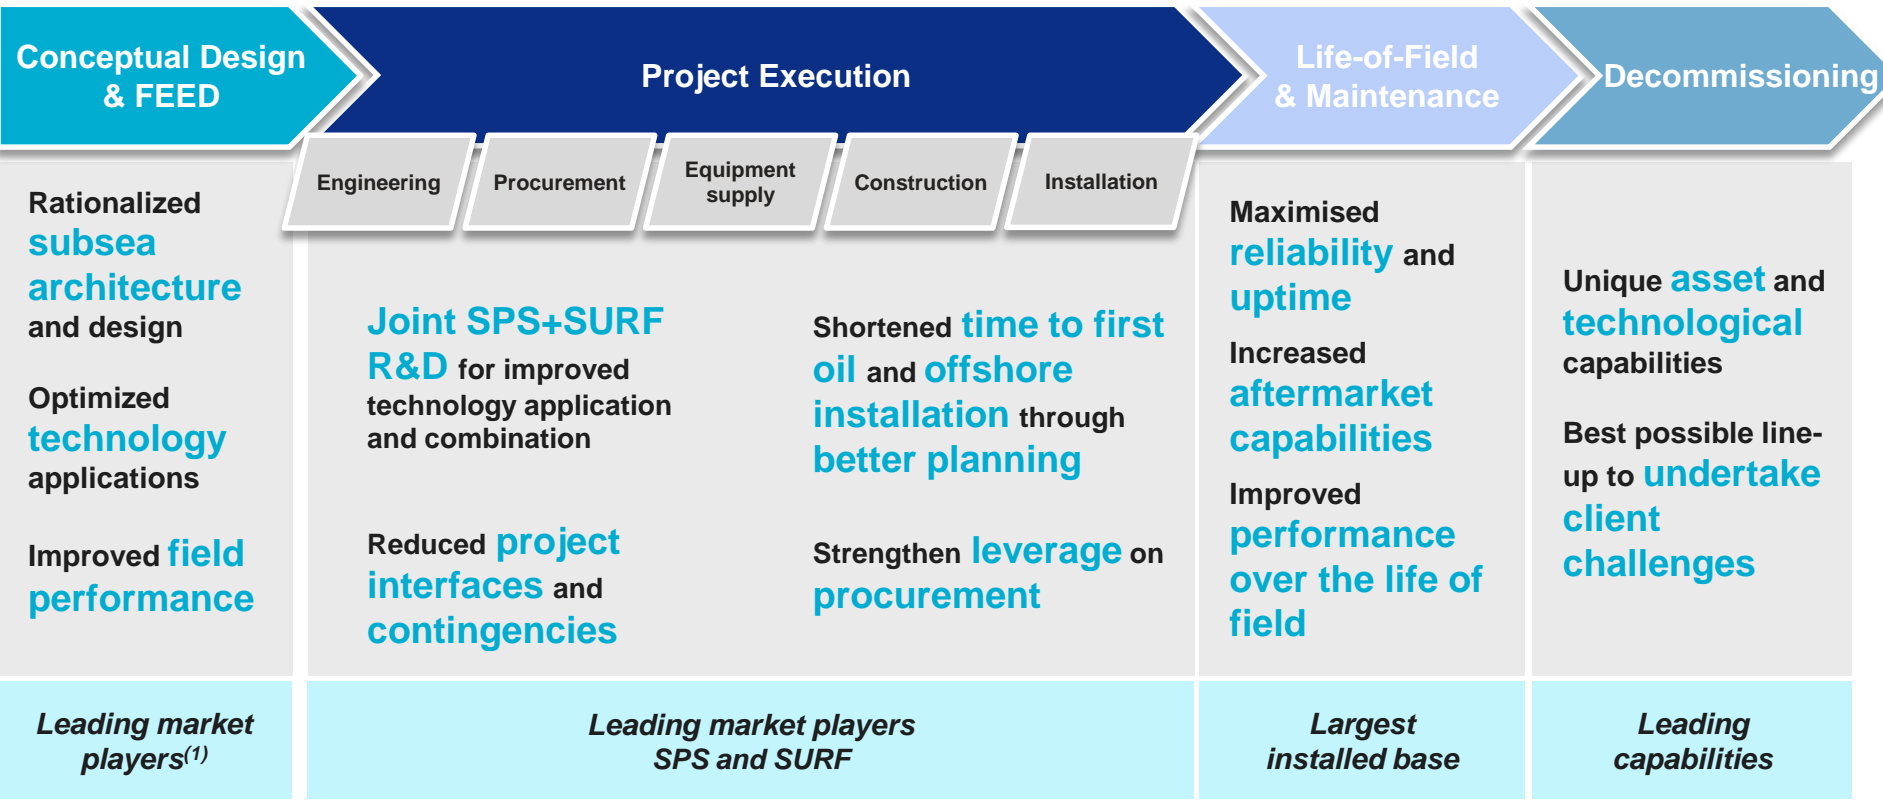 Conceptual Design
& FEED
Project Execution
Life-of-Field
& Maintenance
Decommissioning
Engineering
Procurement
Equipment
supply
Construction
Installation
Rationalized
subsea
architecture
and design
Optimized
technology
applications
Improved field
performance
Joint SPS+SURF
R&D for improved
technology application
and combination
Reduced project
interfaces and
contingencies
Shortened time to first
oil and offshore
installation through
better planning
Strengthen leverage on
procurement
Maximised
reliability and
uptime
Increased
aftermarket
capabilities
Improved
performance
over the life of
field
Unique asset and
technological
capabilities
Best possible line-
up to undertake
client
challenges
Leading market
players(1)
Leading market players
SPS and SURF
Largest
installed base
Leading
capabilities